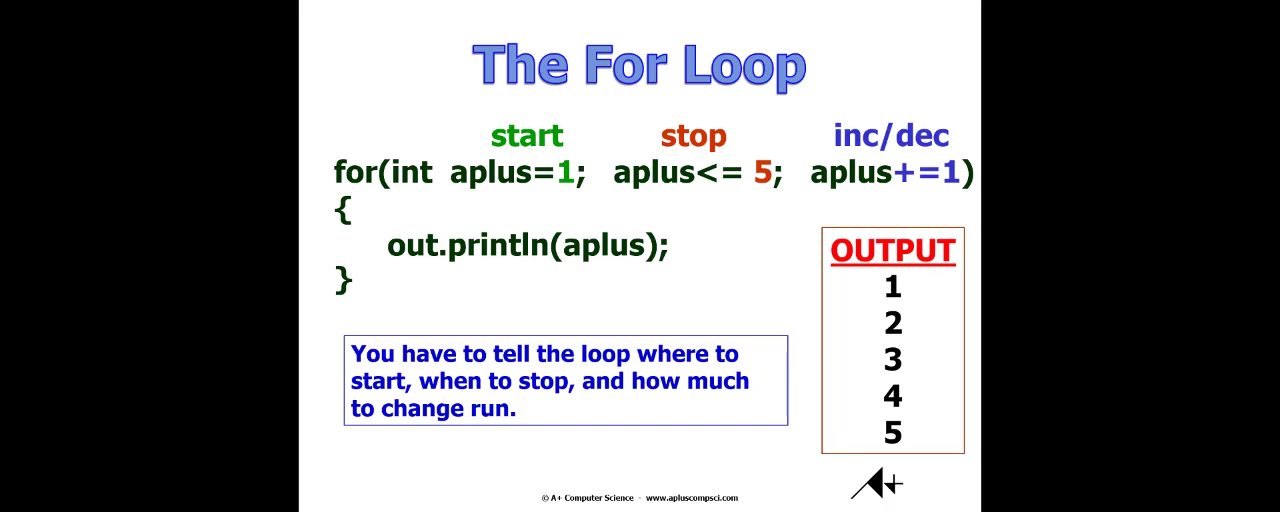 The For Loop
start stop inc/dec
for(int aplus=1; aplus<= 5; aplus+=1)
{
out.println(aplus);
}
OUTPUT
1
2
3
4
5
You have to tell the loop where to
start, when to stop, and how much
to change run.
A+
© A+ Computer Science - www.apluscompsci.com